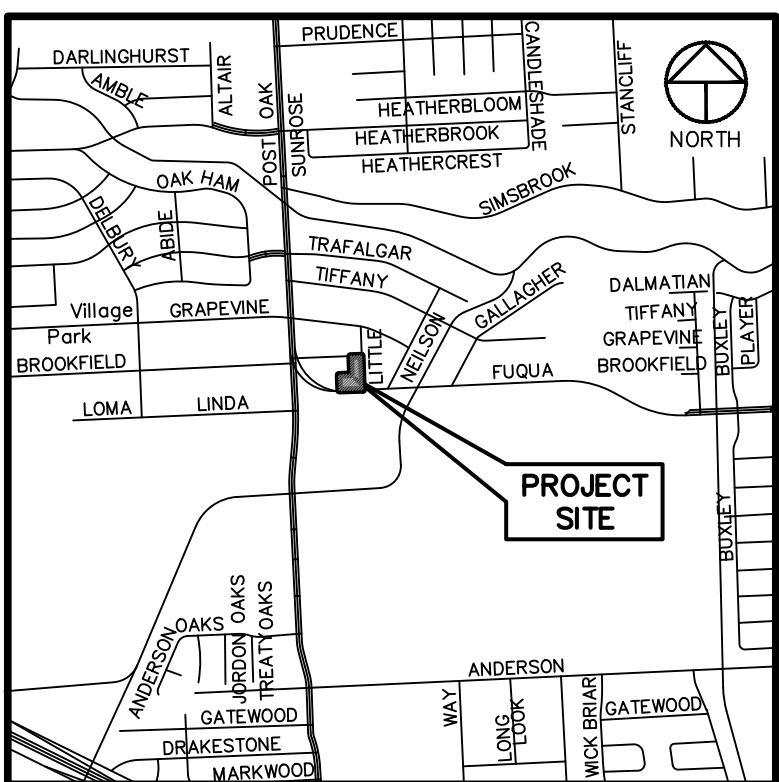 PRUDENCE
DARLINGHURST
CANDLESHADE
STANCLIFF
ALTAIR
AMBLE
POST OAK
SUNROSE
HEATHERBLOOM
HEATHERBROOK
HEATHERCREST
NORTH
OAK HAM
SIMSBROOK
DELBURY
ABIDE
TRAFALGAR
TIFFANY
GALLAGHER
DALMATIAN
Village
Park
GRAPEVINE
TIFFANY
GRAPEVINE
BROOKFIELD
BUXLEY
PLAYER
LITTLE
NEILSON
BROOKFIELD
FUQUA
LOMA LINDA
PROJECT
SITE
BUXLEY
ANDERSON
OAKS
JORDON OAKS
TREATY OAKS
ANDERSON
WAY
LONG
LOOK
WICK BRIAR
GATEWOOD
GATEWOOD
DRAKESTONE
MARKWOOD